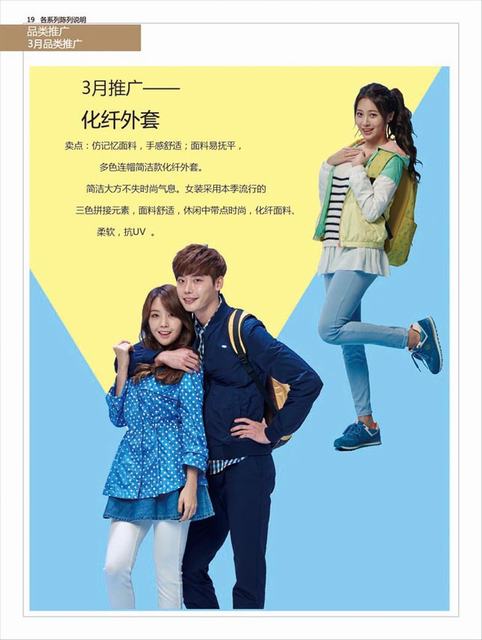 19 各系列陈列说明
品类推广
3月品类推广
3月推广——
化纤外套
卖点：仿记忆面料，手感舒适；面料易抚平，
多色连帽简洁款化纤外套。
简洁大方不失时尚气息。女装采用本季流行的
三色拼接元素，面料舒适，休闲中带点时尚，化纤面料、
柔软，抗UV 。